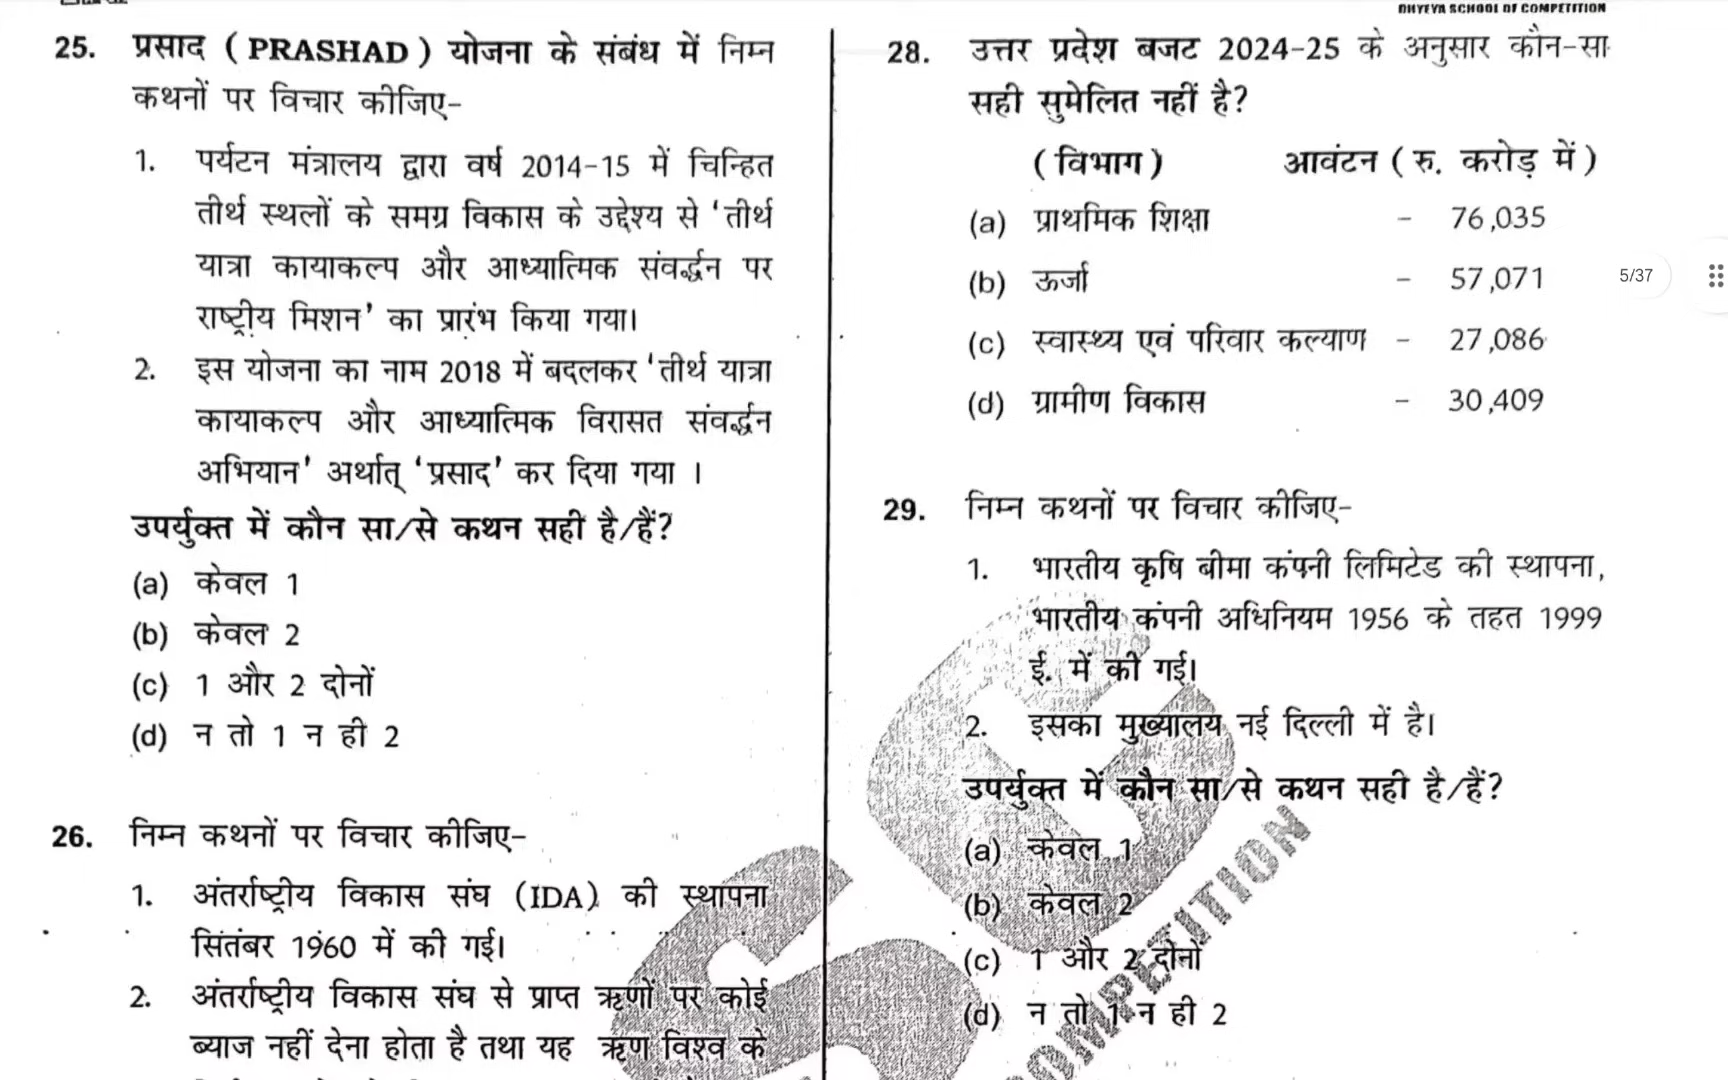 DHYEYA SCHOOL OF COMPETITION
25. प्रसाद ( PRASHAD ) योजना के संबंध में निम्न
कथनों पर विचार कीजिए-
1. पर्यटन मंत्रालय द्वारा वर्ष 2014-15 में चिन्हित
तीर्थ स्थलों के समग्र विकास के उद्देश्य से ‘तीर्थ
यात्रा कायाकल्प और आध्यात्मिक संवर्द्धन पर
राष्ट्रीय मिशन’ का प्रारंभ किया गया।
2. इस योजना का नाम 2018 में बदलकर ‘तीर्थ यात्रा
कायाकल्प और आध्यात्मिक विरासत संवर्द्धन
अभियान’ अर्थात् ‘प्रसाद’ कर दिया गया ।
उपर्युक्त में कौन सा/से कथन सही है/हैं?
(a) केवल 1
(b) केवल 2
(c) 1 और 2 दोनों
(d) न तो 1 न ही 2
26. निम्न कथनों पर विचार कीजिए-
1. अंतर्राष्ट्रीय विकास संघ (IDA) की स्थापना
सितंबर 1960 में की गई।
2. अंतर्राष्ट्रीय विकास संघ से प्राप्त ऋणों पर कोई
ब्याज नहीं देना होता है तथा यह ऋण विश्व के
28. उत्तर प्रदेश बजट 2024-25 के अनुसार कौन-सा
सही सुमेलित नहीं है?
( विभाग ) आवंटन ( रु. करोड़ में )
(a) प्राथमिक शिक्षा - 76,035
(b) ऊर्जा - 57,071
(c) स्वास्थ्य एवं परिवार कल्याण - 27,086
(d) ग्रामीण विकास - 30,409
5/37
29. निम्न कथनों पर विचार कीजिए-
1. भारतीय कृषि बीमा कंपनी लिमिटेड की स्थापना,
भारतीय कंपनी अधिनियम 1956 के तहत 1999
ई. में की गई।
2. इसका मुख्यालय नई दिल्ली में है।
उपर्युक्त में कौन सा/से कथन सही है/हैं?
(a) केवल 1
(b) केवल 2
(c) 1 और 2 दोनों
(d) न तो 1 न ही 2